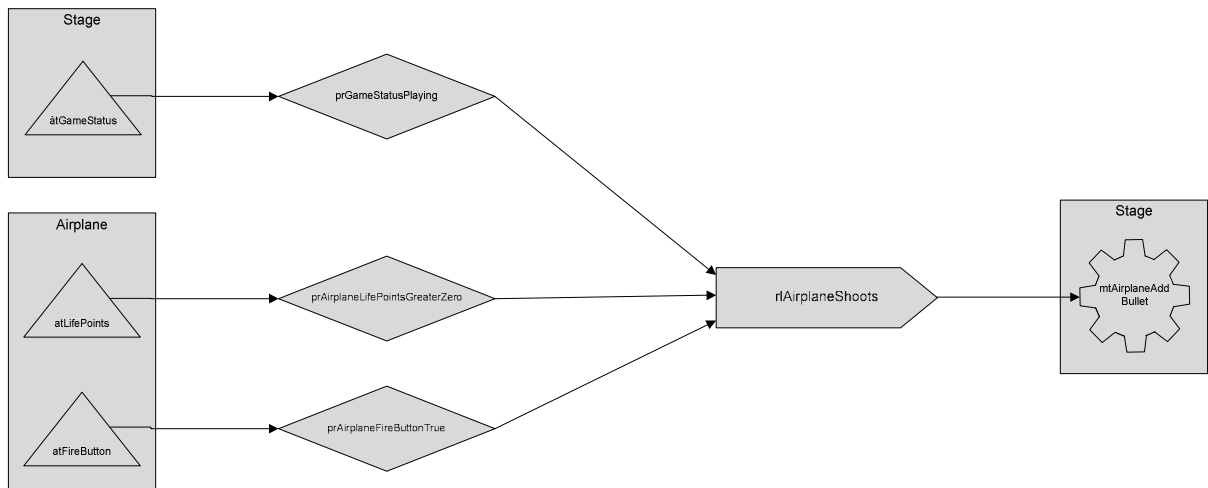 Stage
àtGameStatus
prGameStatusPlaying
Airplane
atLifePoints
prAirplaneLifePointsGreaterZero
atFireButton
prAirplaneFireButtonTrue
rlAirplaneShoots
Stage
mtAirplaneAdd
Bullet